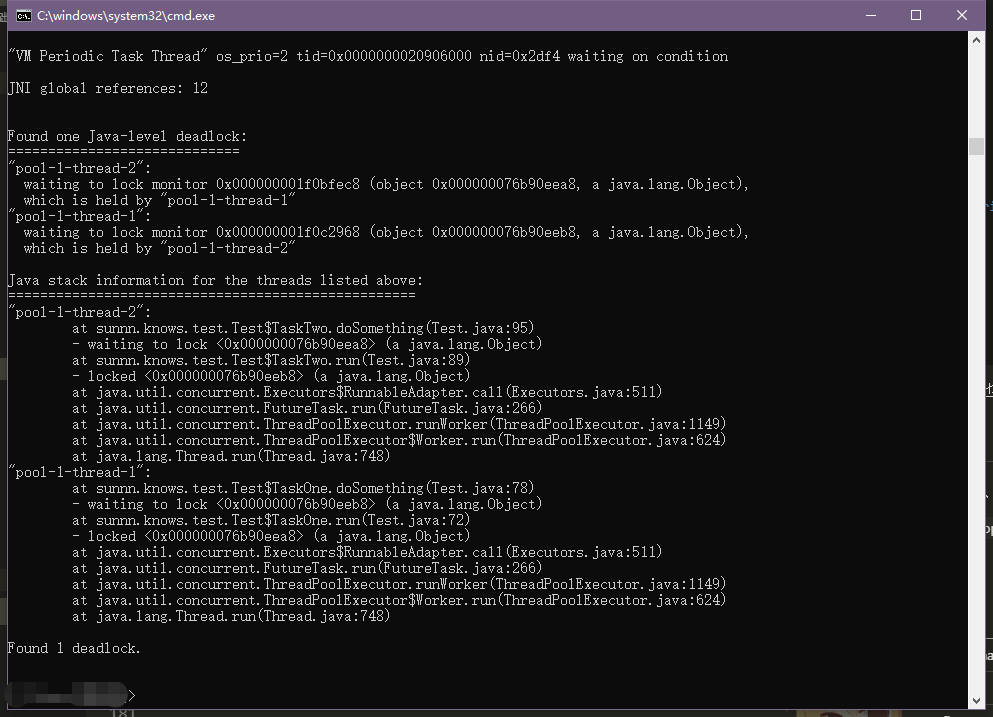 C:\windows\system32\cmd.exe
"VM Periodic Task Thread" os_prio=2 tid=0x0000000020906000 nid=0x2df4 waiting on condition
JNI global references: 12
Found one Java-level deadlock:
=============================
"pool-1-thread-2":
  waiting to lock monitor 0x000000001f0bfec8 (object 0x000000076b90eea8, a java.lang.Object),
  which is held by "pool-1-thread-1"
"pool-1-thread-1":
  waiting to lock monitor 0x000000001f0c2968 (object 0x000000076b90eeb8, a java.lang.Object),
  which is held by "pool-1-thread-2"
Java stack information for the threads listed above:
===================================================
"pool-1-thread-2":
        at sunnn.knows.test.Test$TaskTwo.doSomething(Test.java:95)
        - waiting to lock <0x000000076b90eea8> (a java.lang.Object)
        at sunnn.knows.test.Test$TaskTwo.run(Test.java:89)
        - locked <0x000000076b90eeb8> (a java.lang.Object)
        at java.util.concurrent.Executors$RunnableAdapter.call(Executors.java:511)
        at java.util.concurrent.FutureTask.run(FutureTask.java:266)
        at java.util.concurrent.ThreadPoolExecutor.runWorker(ThreadPoolExecutor.java:1149)
        at java.util.concurrent.ThreadPoolExecutor$Worker.run(ThreadPoolExecutor.java:624)
        at java.lang.Thread.run(Thread.java:748)
"pool-1-thread-1":
        at sunnn.knows.test.Test$TaskOne.doSomething(Test.java:78)
        - waiting to lock <0x000000076b90eeb8> (a java.lang.Object)
        at sunnn.knows.test.Test$TaskOne.run(Test.java:72)
        - locked <0x000000076b90eea8> (a java.lang.Object)
        at java.util.concurrent.Executors$RunnableAdapter.call(Executors.java:511)
        at java.util.concurrent.FutureTask.run(FutureTask.java:266)
        at java.util.concurrent.ThreadPoolExecutor.runWorker(ThreadPoolExecutor.java:1149)
        at java.util.concurrent.ThreadPoolExecutor$Worker.run(ThreadPoolExecutor.java:624)
        at java.lang.Thread.run(Thread.java:748)
Found 1 deadlock.
>